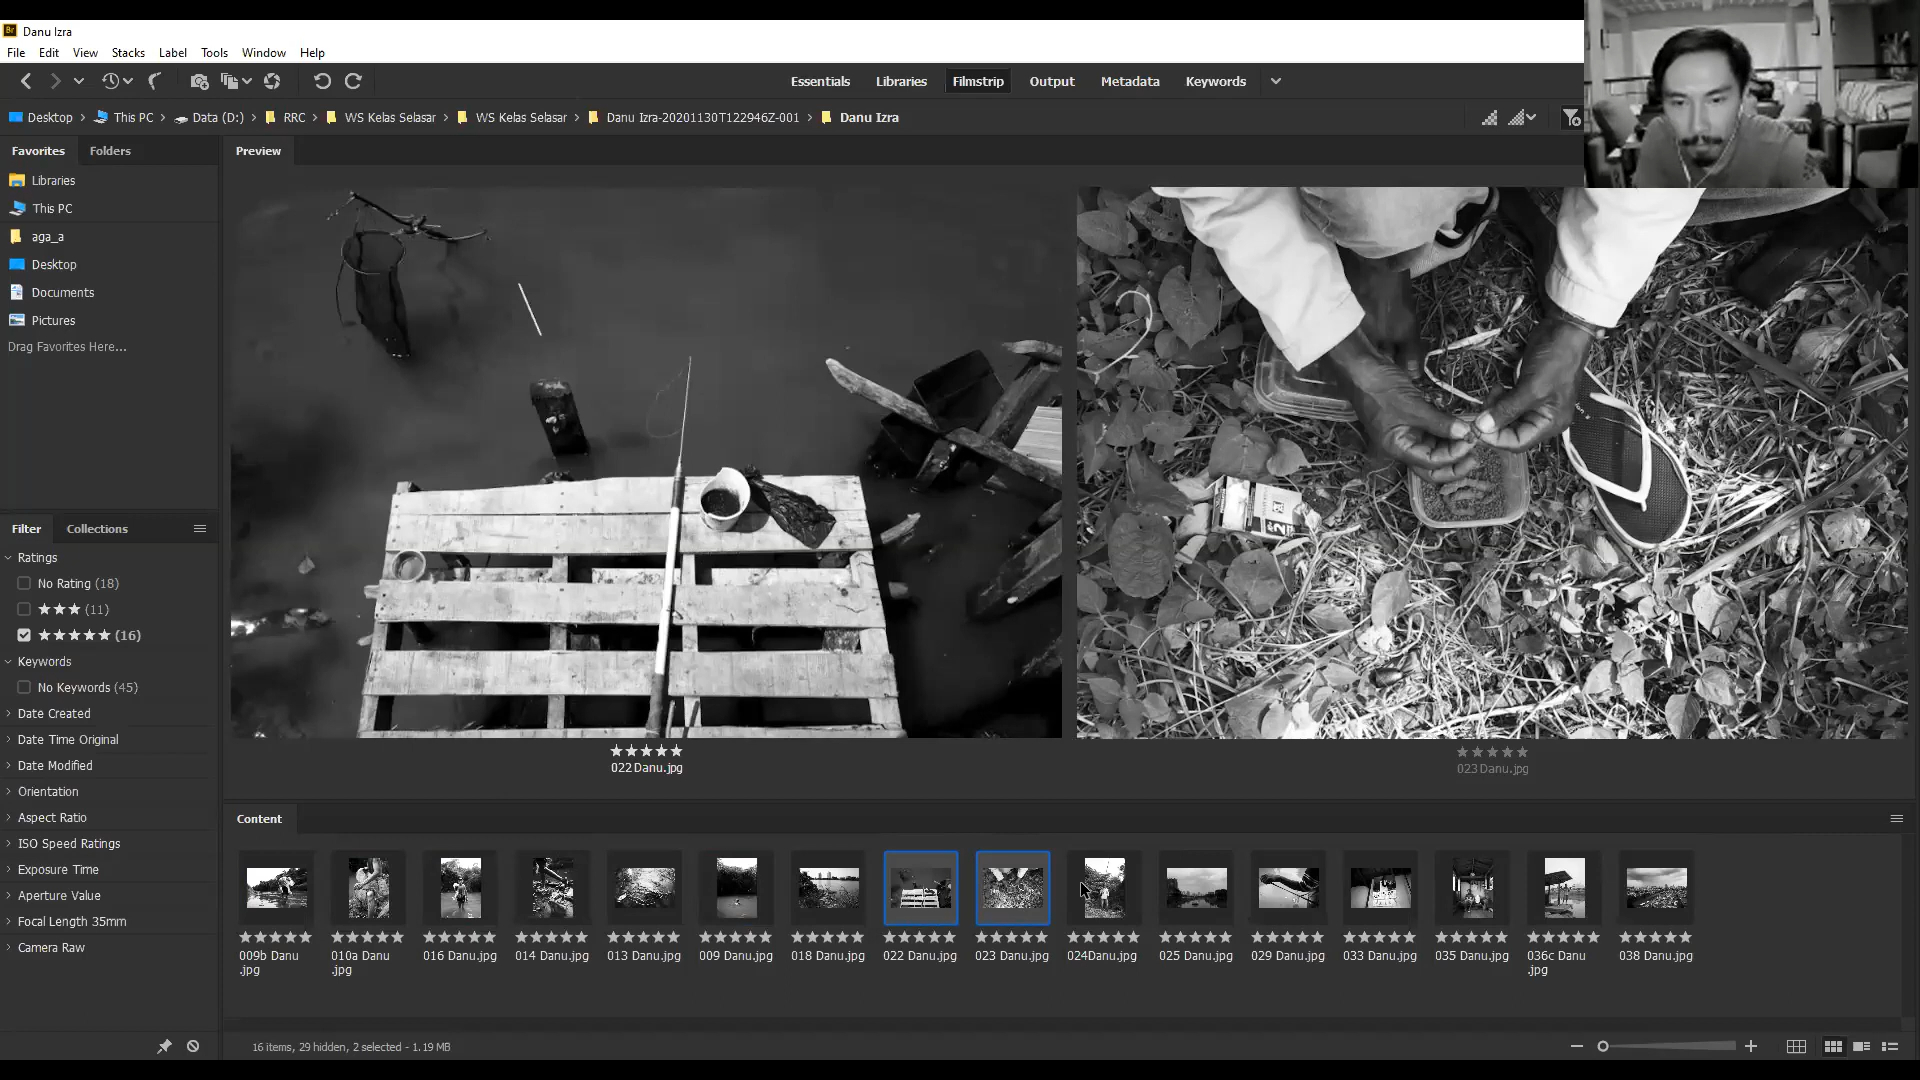 Br Danu Izra
File Edit View Stacks Label Tools Window Help
Essentials Libraries Filmstrip Output Metadata Keywords
Desktop This PC Data (D:) RRC WS Kelas Selasar WS Kelas Selasar Danu Izra-20201130T122946Z-001 Danu Izra
Favorites Folders
Preview
Libraries
This PC
aga_a
Desktop
Documents
Pictures
Drag Favorites Here...
Filter Collections
Ratings
No Rating (18)
★★★ (11)
★★★★★ (16)
Keywords
No Keywords (45)
Date Created
Date Time Original
Date Modified
Orientation
Aspect Ratio
ISO Speed Ratings
Exposure Time
Aperture Value
Focal Length 35mm
Camera Raw
★★★★★
022 Danu.jpg
★★★★★
023 Danu.jpg
Content
★★★★★ ★★★★★ ★★★★★ ★★★★★ ★★★★★ ★★★★★ ★★★★★ ★★★★★ ★★★★★ ★★★★★ ★★★★★ ★★★★★ ★★★★★ ★★★★★ ★★★★★ ★★★★★
009b Danu 010a Danu 016 Danu.jpg 014 Danu.jpg 013 Danu.jpg 009 Danu.jpg 018 Danu.jpg 022 Danu.jpg 023 Danu.jpg 024Danu.jpg 025 Danu.jpg 029 Danu.jpg 033 Danu.jpg 035 Danu.jpg 036c Danu 038 Danu.jpg
.jpg .jpg .jpg
16 items, 29 hidden, 2 selected - 1.19 MB